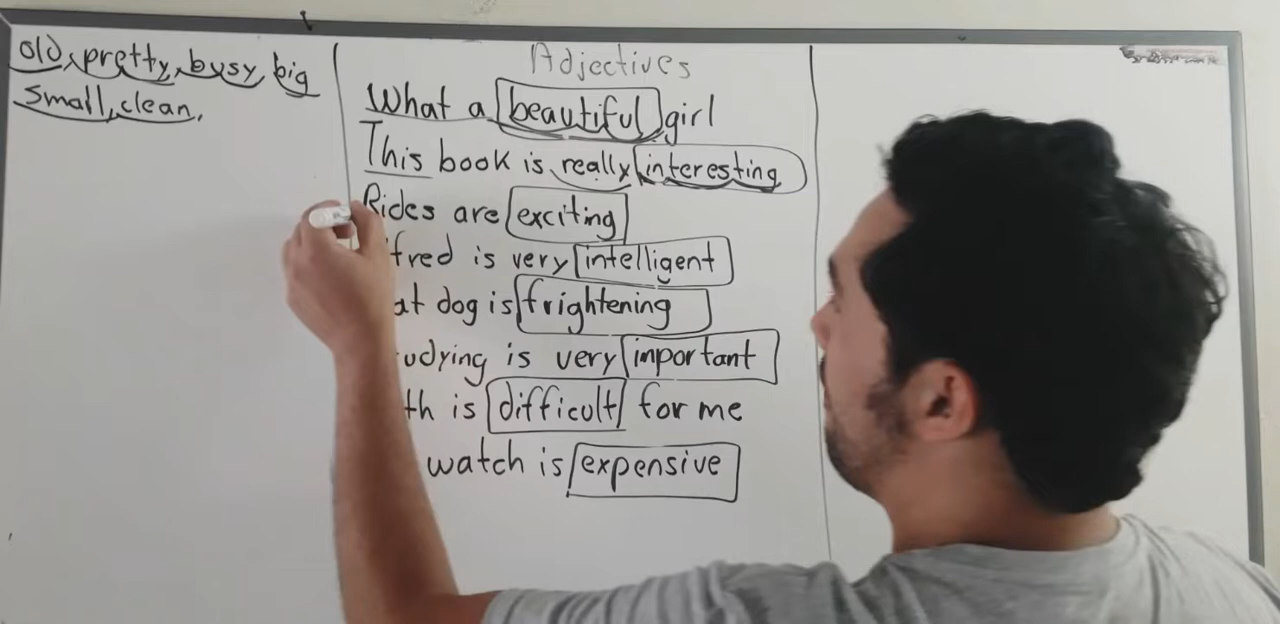 old, pretty, busy, big
Small, clean,
Adjectives
What a beautiful girl
This book is really interesting
Rides are exciting
fred is very intelligent
at dog is frightening
udying is very inportant
th is difficult for me
watch is expensive